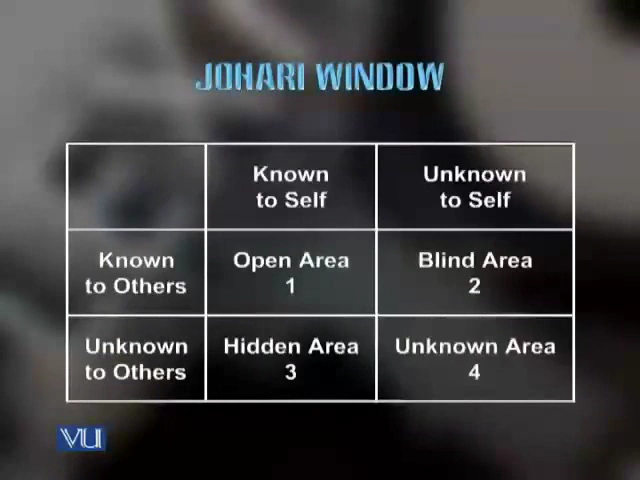 JOHARI WINDOW
Known Unknown
to Self to Self
Known Open Area Blind Area
to Others 1 2
Unknown Hidden Area Unknown Area
to Others 3 4
VU